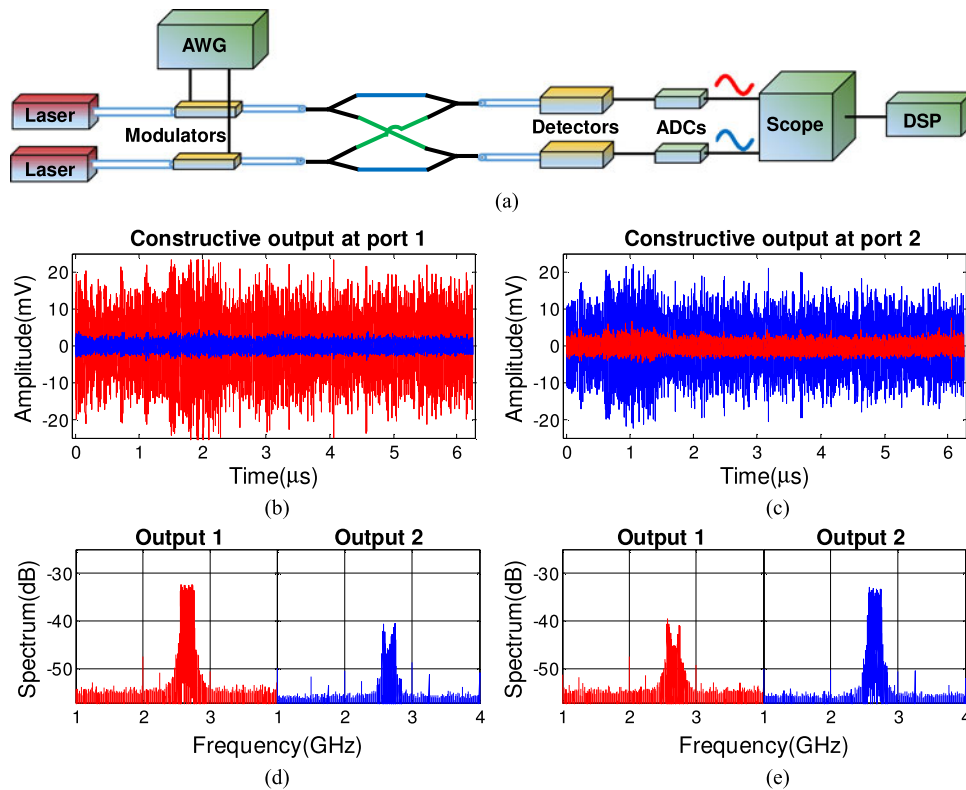 AWG
Laser
Modulators
Detectors
ADCs
Scope
DSP
Laser
(a)
Constructive output at port 1
Amplitude(mV)
20
10
0
-10
-20
0 1 2 3 4 5 6
Time(μs)
(b)
Constructive output at port 2
Amplitude(mV)
20
10
0
-10
-20
0 1 2 3 4 5 6
Time(μs)
(c)
Output 1 Output 2
Spectrum(dB)
-30
-40
-50
1 2 3 1 2 3 4
Frequency(GHz)
(d)
Output 1 Output 2
Spectrum(dB)
-30
-40
-50
1 2 3 1 2 3 4
Frequency(GHz)
(e)